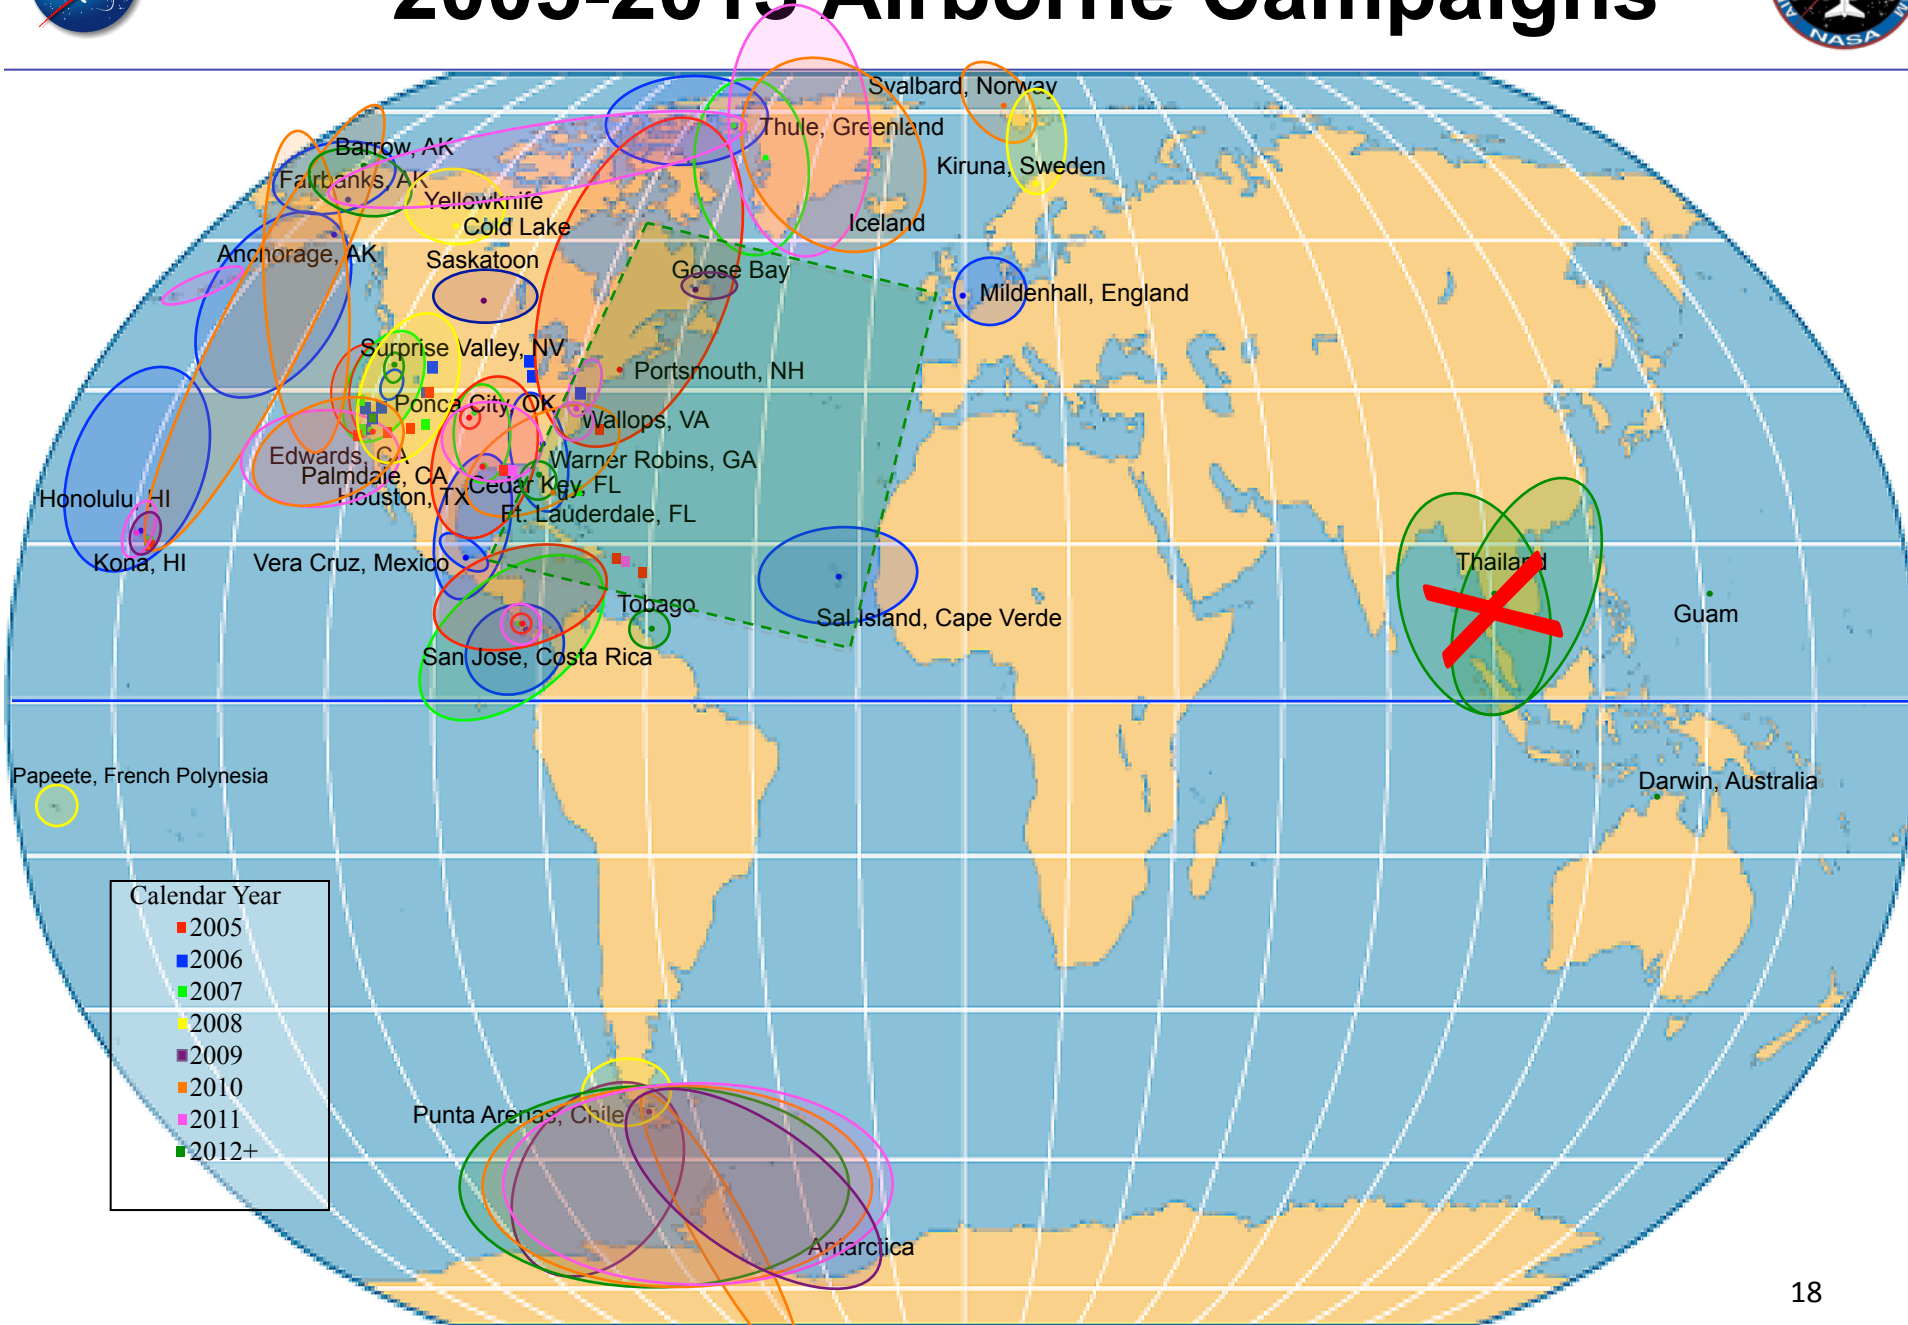 2005-2015 Airborne Campaigns
NASA
Svalbard, Norway
Thule, Greenland
Barrow, AK
Kiruna, Sweden
Fairbanks, AK
Yellowknife
Cold Lake
Iceland
Anchorage, AK
Saskatoon
Goose Bay
Mildenhall, England
Surprise Valley, NV
Portsmouth, NH
Ponca City, OK
Wallops, VA
Edwards, CA
Warner Robins, GA
Palmdale, CA
Cedar Key, FL
Houston, TX
Honolulu, HI
Ft. Lauderdale, FL
Kona, HI
Vera Cruz, Mexico
Thailand
Tobago
Sal Island, Cape Verde
Guam
San Jose, Costa Rica
Papeete, French Polynesia
Darwin, Australia
Calendar Year
2005
2006
2007
2008
2009
2010
2011
2012+
Punta Arenas, Chile
Antarctica
18